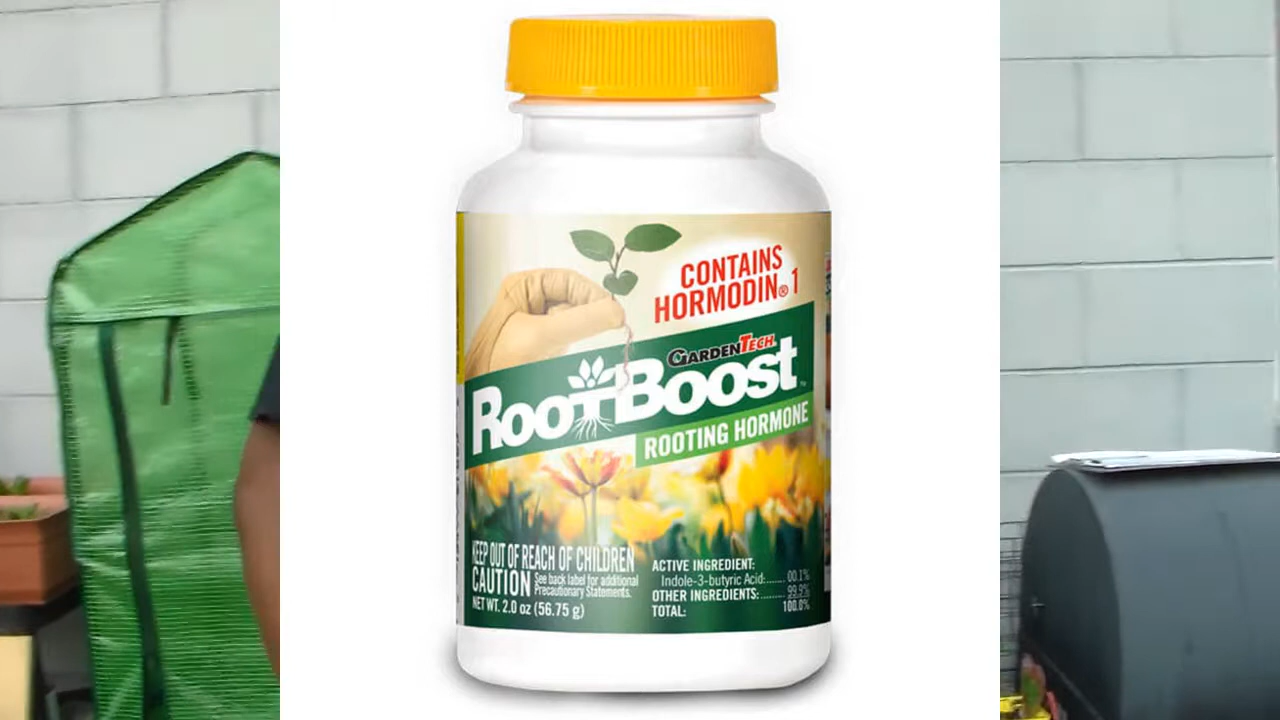 CONTAINS
HORMODIN® 1
GARDENTECH
ROOTBOOST™
ROOTING HORMONE
KEEP OUT OF REACH OF CHILDREN
CAUTION See back label for additional
Precautionary Statements.
NET WT. 2.0 oz (56.75 g)
ACTIVE INGREDIENT:
Indole-3-butyric Acid:....... 00.1%
OTHER INGREDIENTS:........... 99.9%
TOTAL: 100.0%